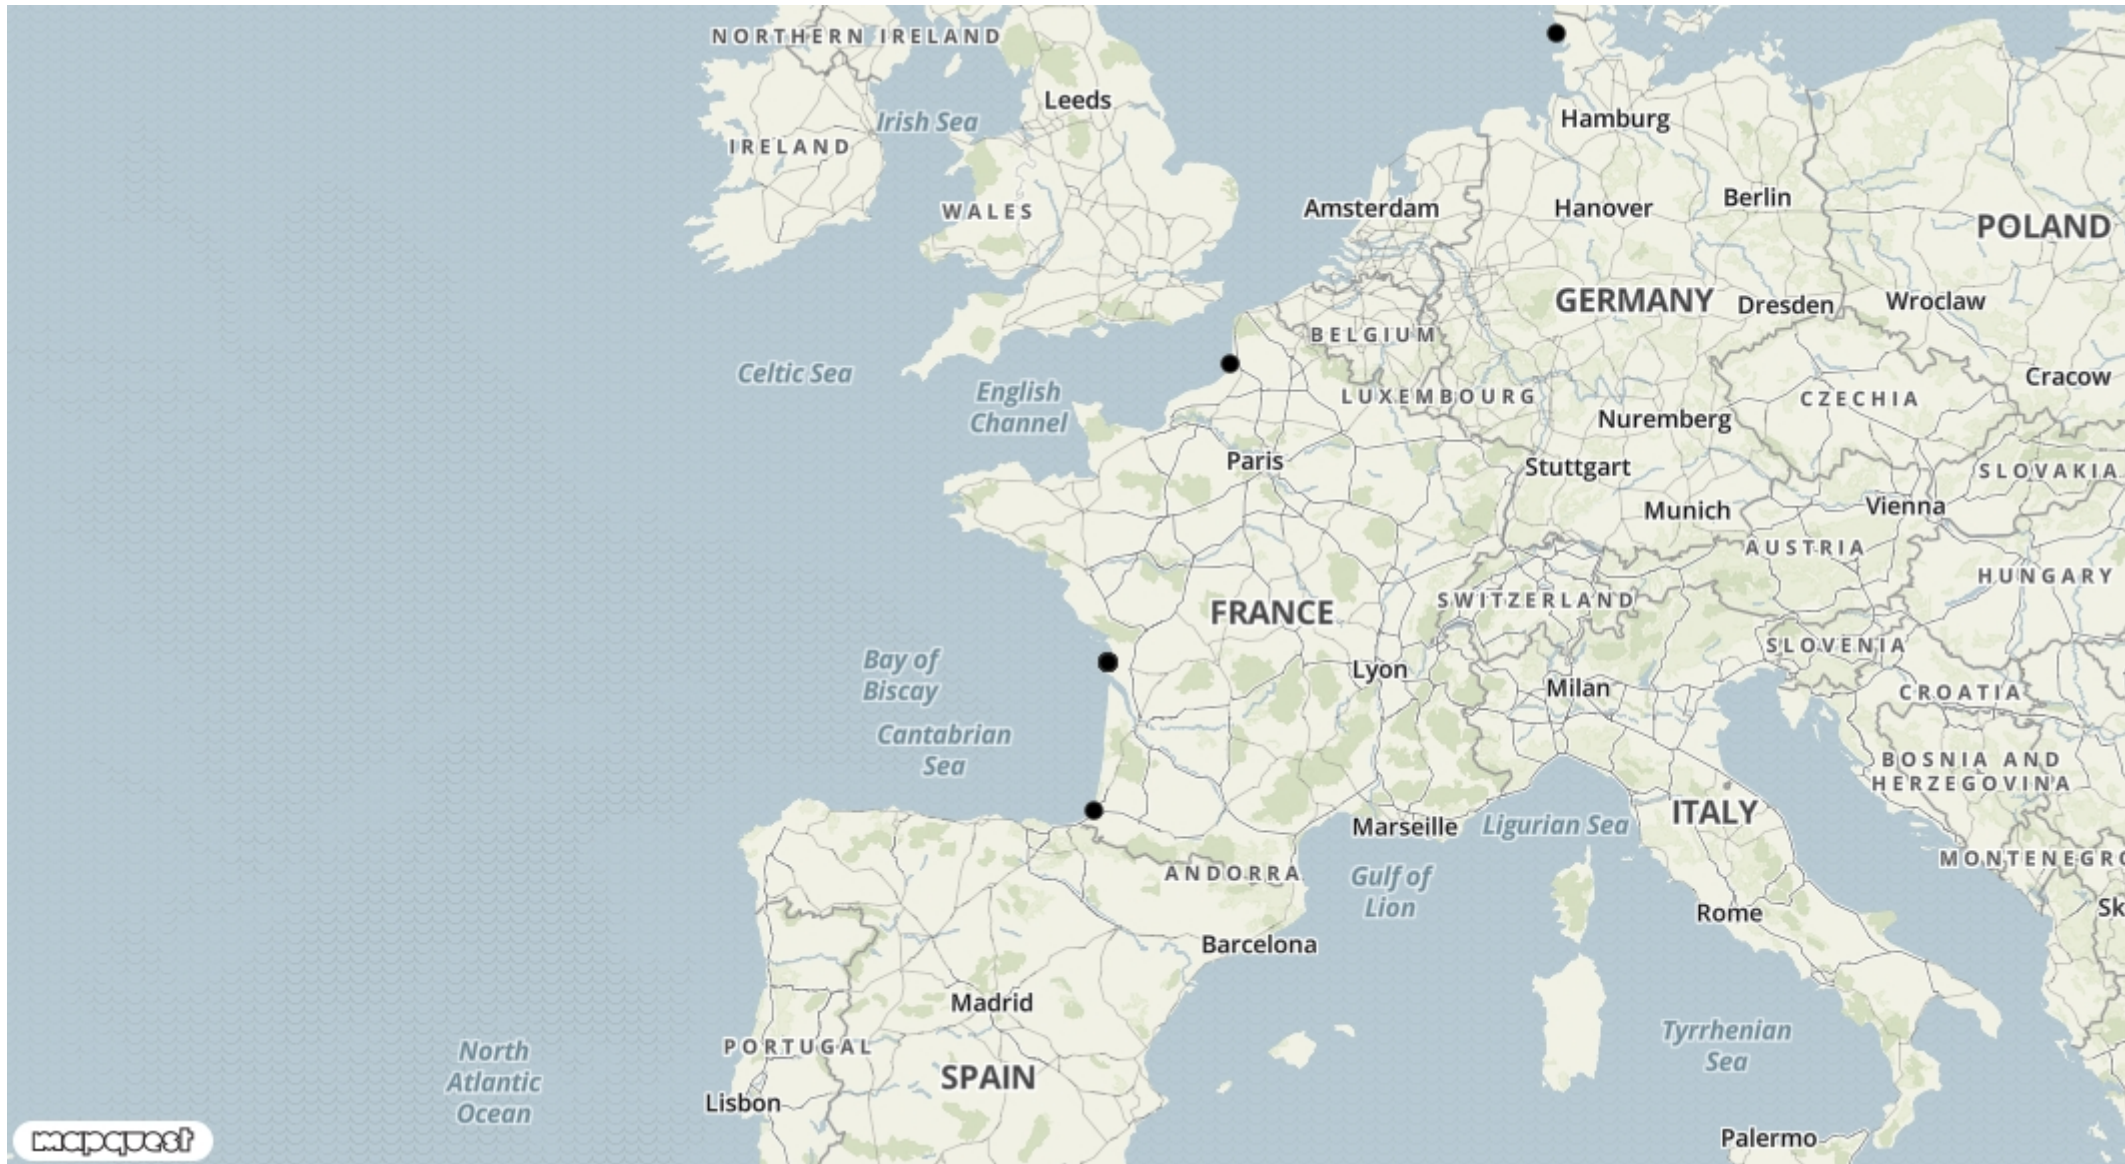 NORTHERN IRELAND
Leeds
Irish Sea
IRELAND
Hamburg
WALES
Amsterdam
Hanover
Berlin
POLAND
GERMANY
Dresden
Wroclaw
BELGIUM
Celtic Sea
English
Channel
LUXEMBOURG
Cracow
CZECHIA
Nuremberg
Paris
Stuttgart
SLOVAKIA
Munich
Vienna
AUSTRIA
HUNGARY
FRANCE
SWITZERLAND
SLOVENIA
Bay of
Biscay
Lyon
Milan
CROATIA
Cantabrian
Sea
BOSNIA AND
HERZEGOVINA
ITALY
Marseille
Ligurian Sea
MONTENEGRO
ANDORRA
Gulf of
Lion
Rome
Sk
Barcelona
Madrid
Tyrrhenian
Sea
PORTUGAL
North
Atlantic
Ocean
SPAIN
Lisbon
Palermo
mapquest